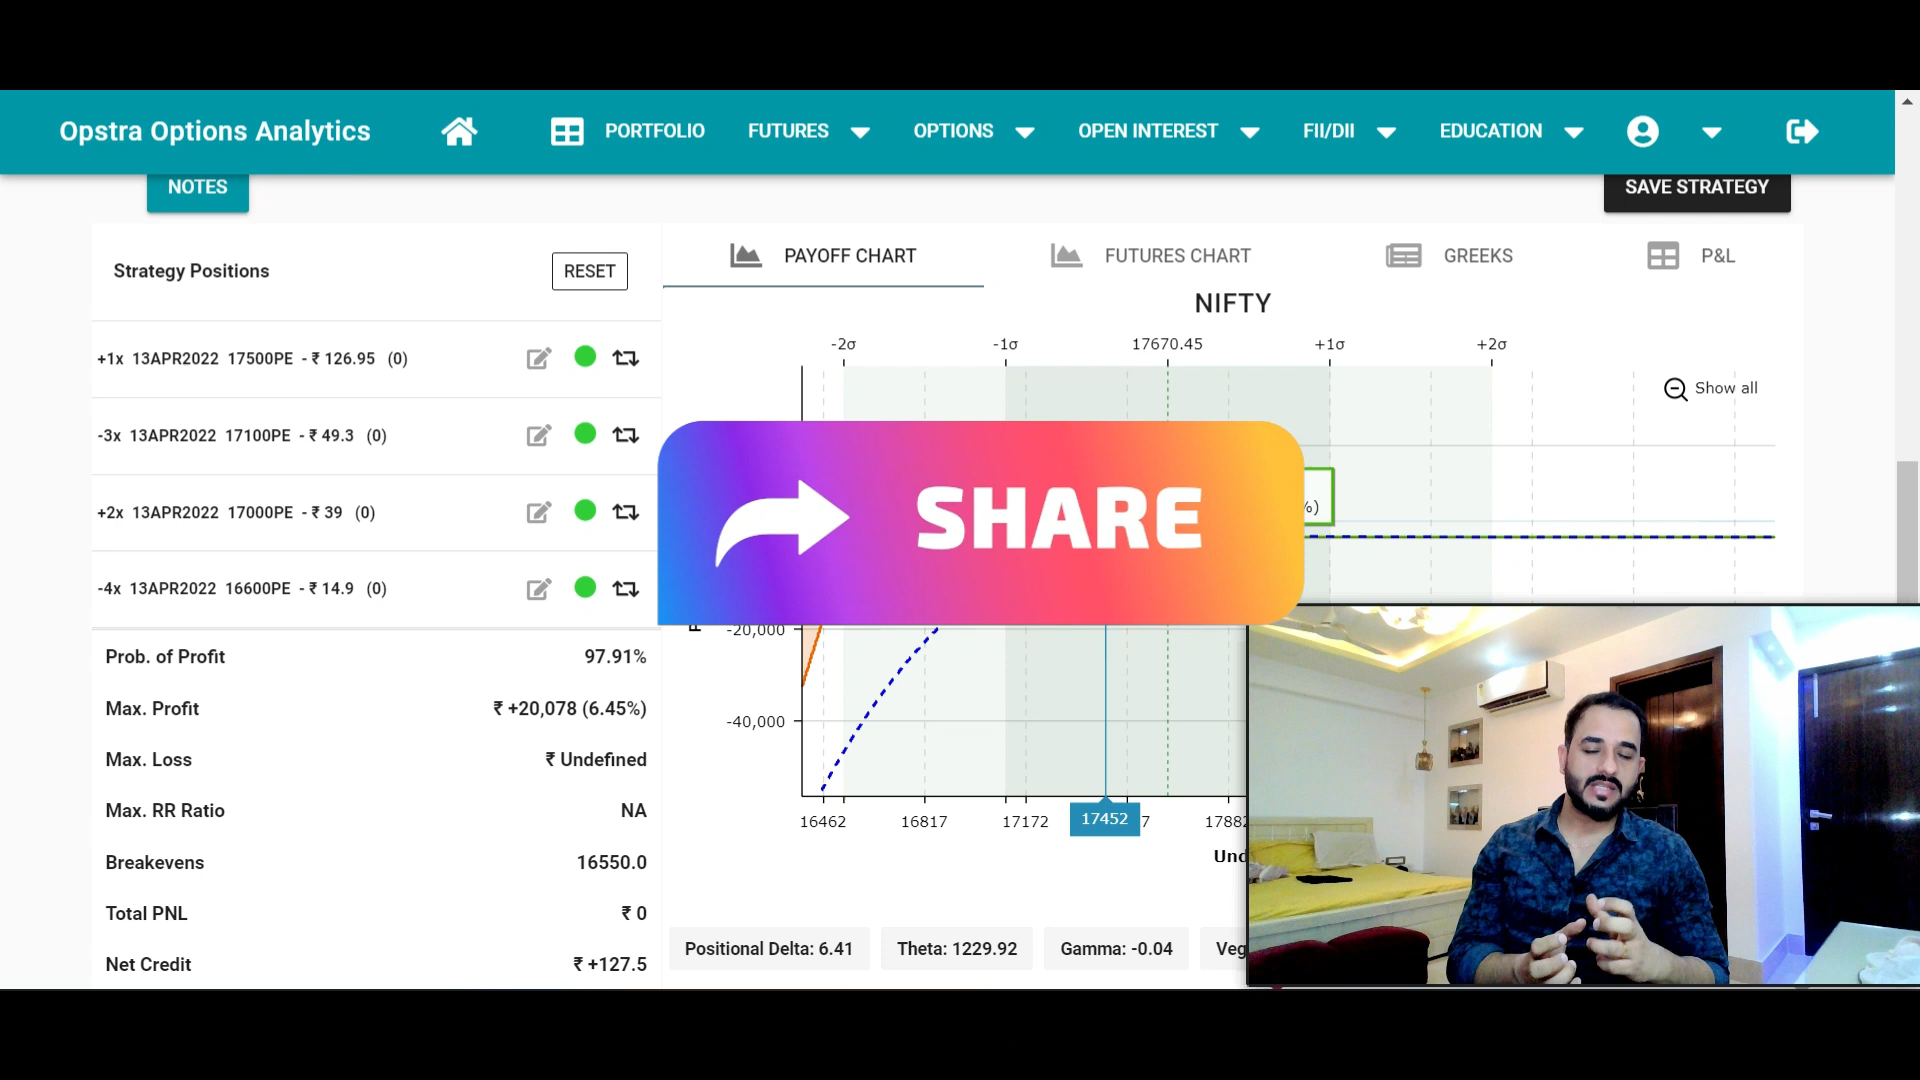 Opstra Options Analytics
PORTFOLIO
FUTURES
OPTIONS
OPEN INTEREST
FII/DII
EDUCATION
NOTES
SAVE STRATEGY
Strategy Positions
RESET
PAYOFF CHART
FUTURES CHART
GREEKS
P&L
NIFTY
-2σ
-1σ
17670.45
+1σ
+2σ
Show all
+1x 13APR2022 17500PE - ₹ 126.95 (0)
-3x 13APR2022 17100PE - ₹ 49.3 (0)
+2x 13APR2022 17000PE - ₹ 39 (0)
-4x 13APR2022 16600PE - ₹ 14.9 (0)
SHARE
%)
-20,000
-40,000
16462
16817
17172
17452
7
17882
Und
Prob. of Profit 97.91%
Max. Profit ₹ +20,078 (6.45%)
Max. Loss ₹ Undefined
Max. RR Ratio NA
Breakevens 16550.0
Total PNL ₹ 0
Net Credit ₹ +127.5
Positional Delta: 6.41
Theta: 1229.92
Gamma: -0.04
Veg